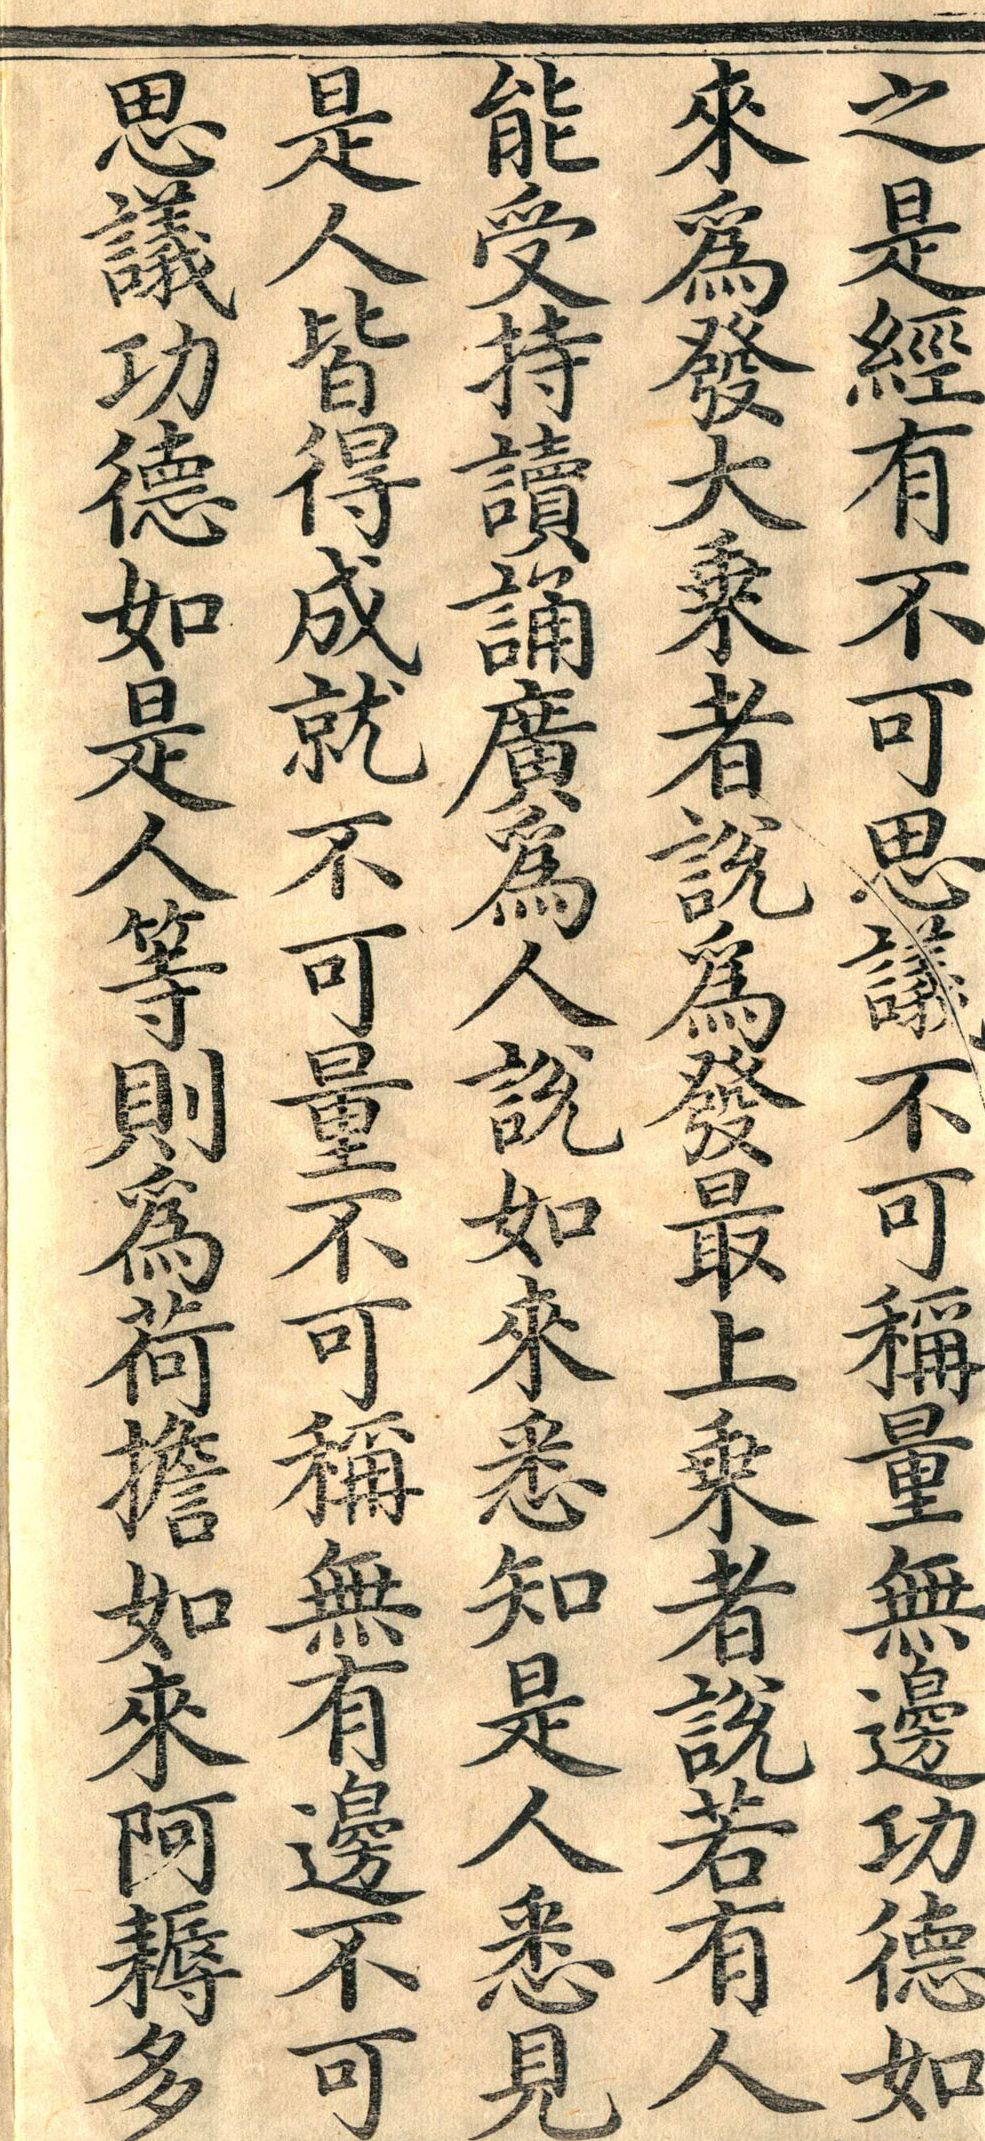 之是經有不可思議不可稱量無邊功德如
來爲發大乗者說爲發最上乗者說若有人
能受持讀誦廣爲人說如來悉知是人悉見
是人皆得成就不可量不可稱無有邊不可
思議功德如是人等則爲荷擔如來阿耨多